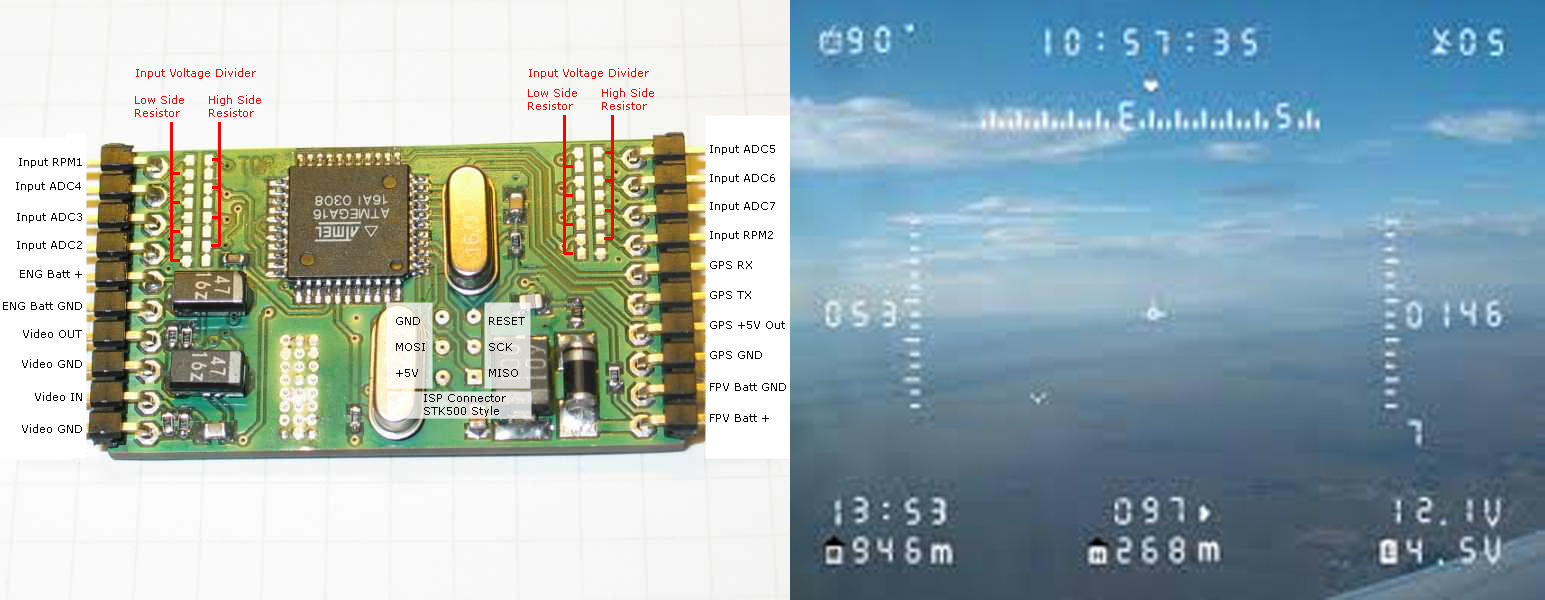 Input Voltage Divider
Low Side
Resistor
High Side
Resistor
Input RPM1
Input ADC4
Input ADC3
Input ADC2
ENG Batt +
ENG Batt GND
Video OUT
Video GND
Video IN
Video GND
Input Voltage Divider
Low Side
Resistor
High Side
Resistor
Input ADC5
Input ADC6
Input ADC7
Input RPM2
GPS RX
GPS TX
GPS +5V Out
GPS GND
FPV Batt GND
FPV Batt +
ATMEL
ATMEGA16
16AI 0308
47
16z
47
16z
GND
RESET
MOSI
SCK
+5V
MISO
ISP Connector
STK500 Style
90°
10:57:35
05
E S
053
0146
7
13:53
097
12.1V
946m
H268m
4.5V